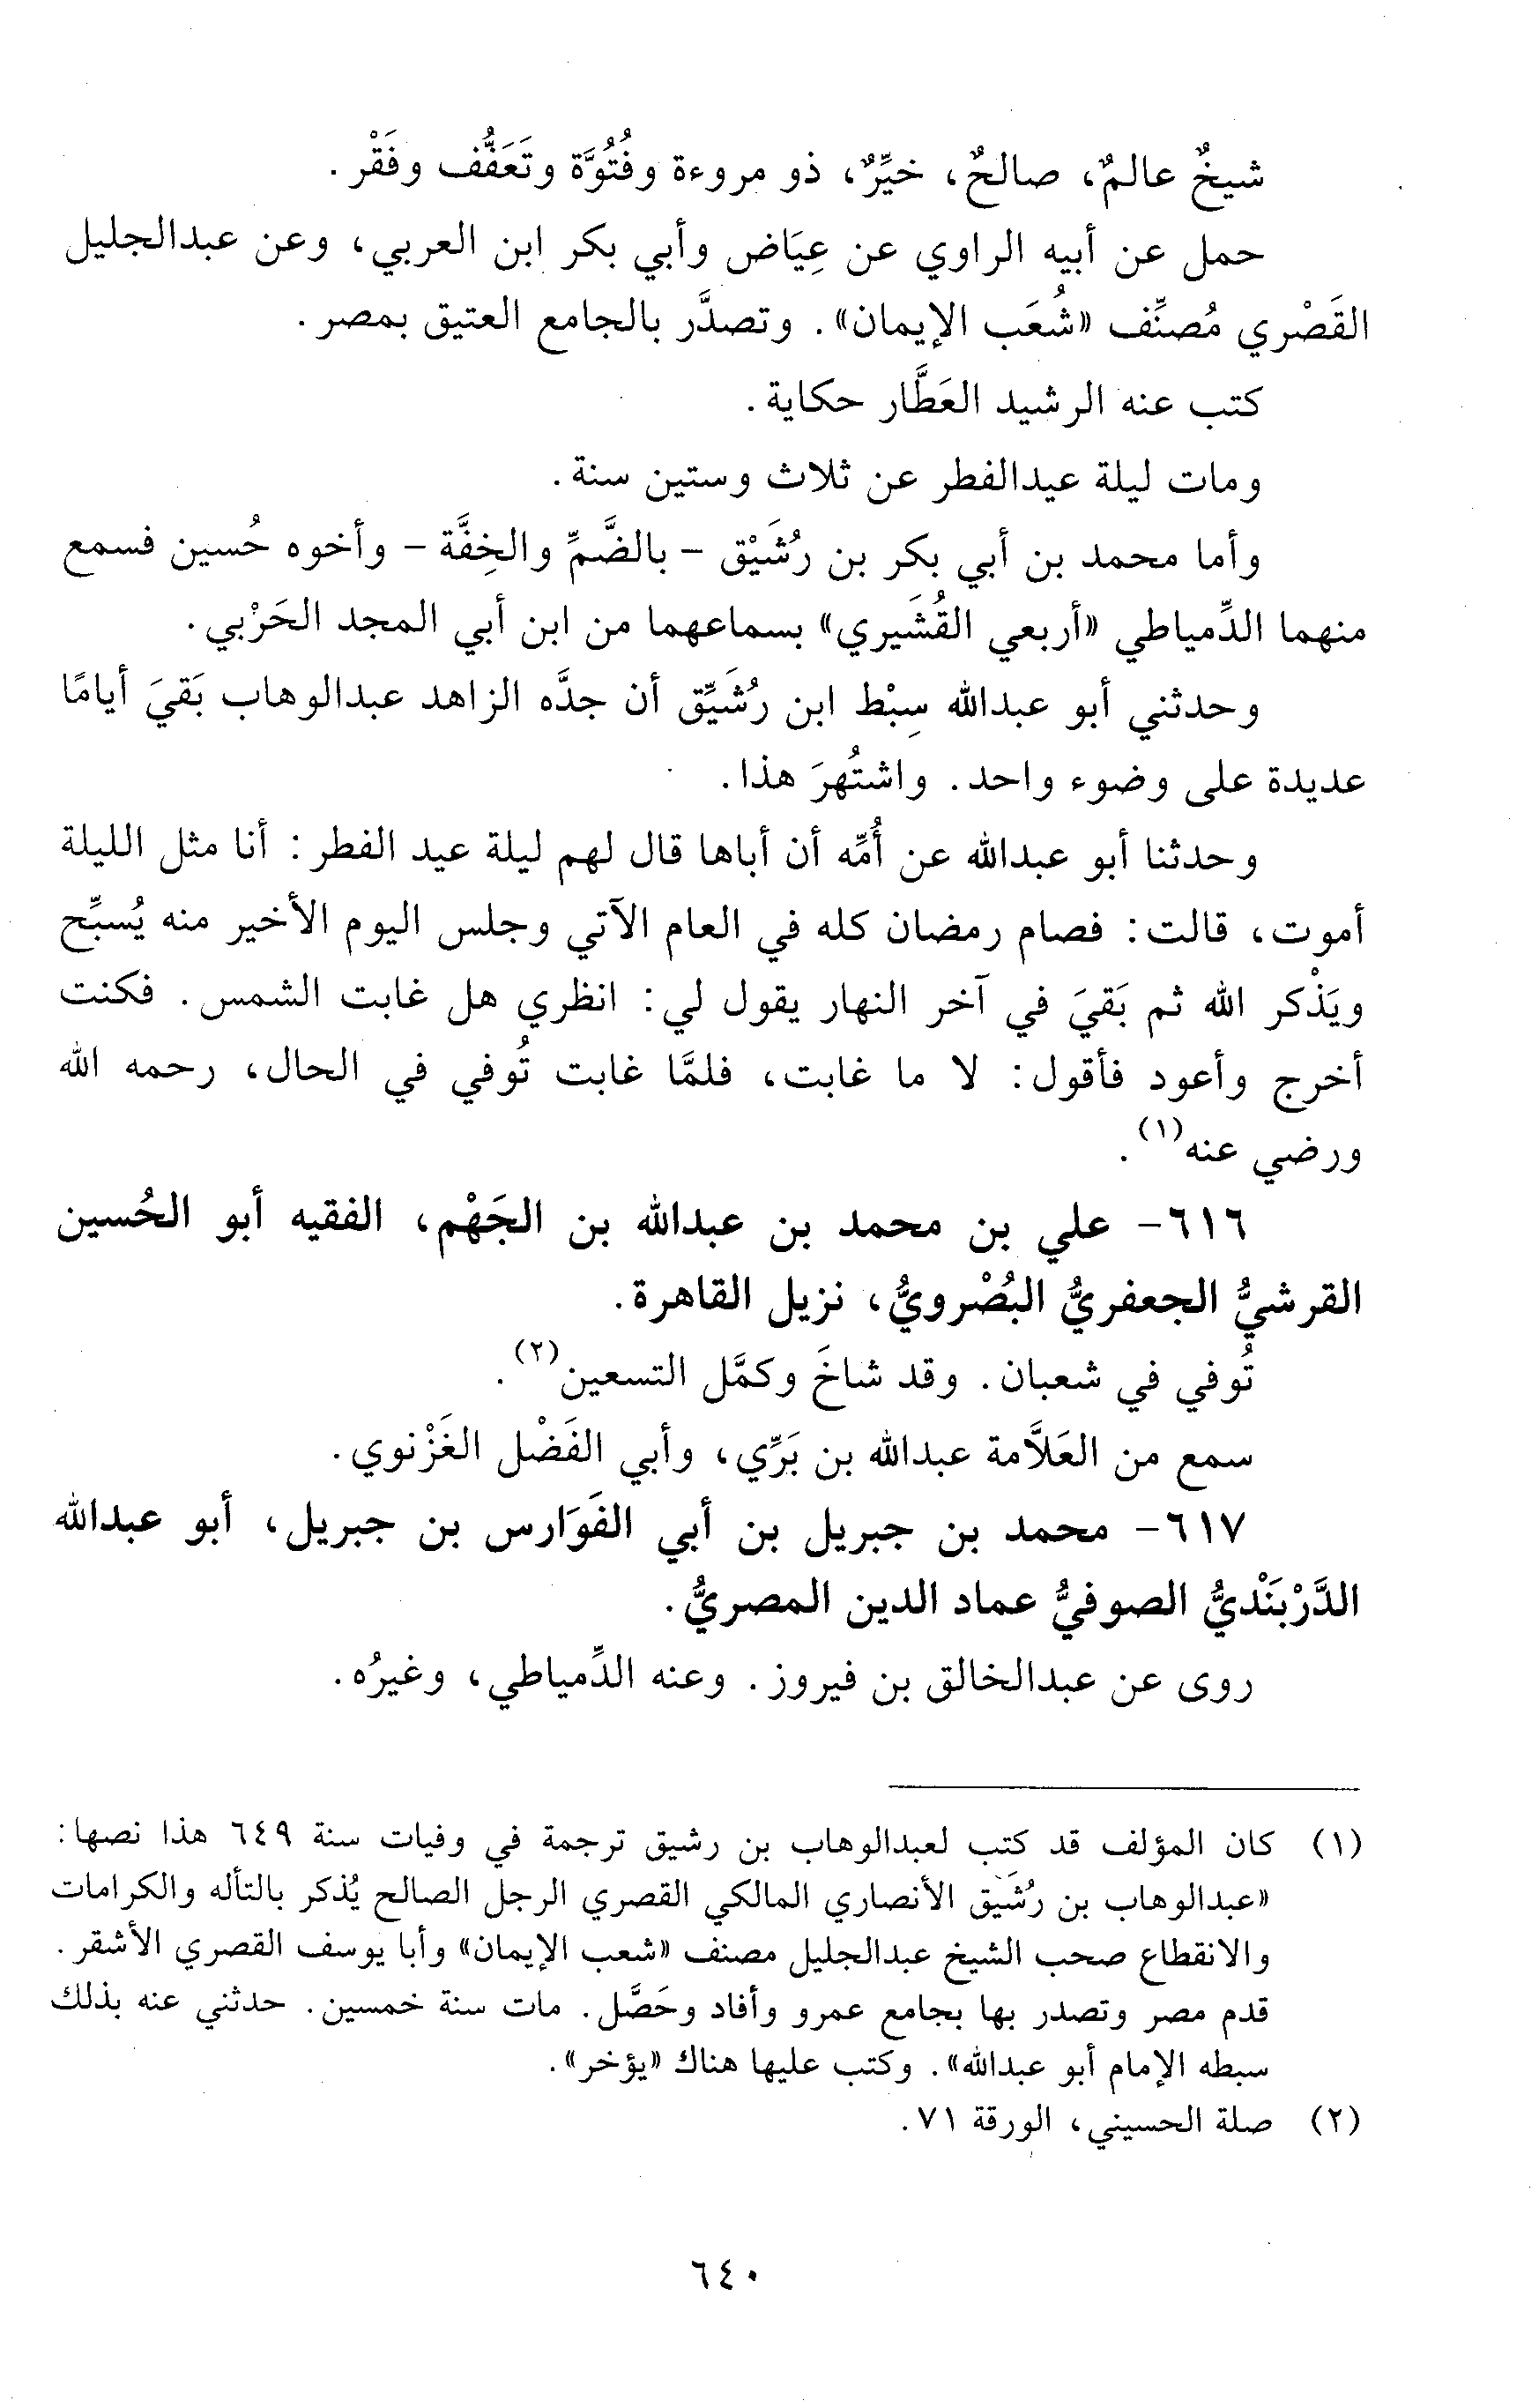 شيخٌ عالمٌ، صالحٌ، خيِّرٌ، ذو مروءة وفُتُوَّة وتَعَفُّف وفَقْر.
حمل عن أبيه الراوي عن عِيَاض وأبي بكر ابن العربي، وعن عبدالجليل
القَصْري مُصنِّف «شُعَب الإيمان». وتصدَّر بالجامع العتيق بمصر.
كتب عنه الرشيد العَطَّار حكاية.
ومات ليلة عيدالفطر عن ثلاث وستين سنة.
وأما محمد بن أبي بكر بن رُشَيْق - بالضَّمِّ والخِفَّة - وأخوه حُسين فسمع
منهما الدِّمياطي «أربعي القُشَيري» بسماعهما من ابن أبي المجد الحَرْبي.
وحدثني أبو عبدالله سِبْط ابن رُشَيِّق أن جدَّه الزاهد عبدالوهاب بَقيَ أيامًا
عديدة على وضوء واحد. واشتُهرَ هذا.
وحدثنا أبو عبدالله عن أُمِّه أن أباها قال لهم ليلة عيد الفطر: أنا مثل الليلة
أموت، قالت: فصام رمضان كله في العام الآتي وجلس اليوم الأخير منه يُسبِّح
ويَذْكر الله ثم بَقيَ في آخر النهار يقول لي: انظري هل غابت الشمس. فكنت
أخرج وأعود فأقول: لا ما غابت، فلمَّا غابت تُوفي في الحال، رحمه الله
ورضي عنه(١).
٦١٦- علي بن محمد بن عبدالله بن الجَهْم، الفقيه أبو الحُسين
القرشيُّ الجعفريُّ البُصْرويُّ، نزيل القاهرة.
تُوفي في شعبان. وقد شاخَ وكمَّل التسعين(٢).
سمع من العَلاَّمة عبدالله بن بَرِّي، وأبي الفَضْل الغَزْنوي.
٦١٧- محمد بن جبريل بن أبي الفَوَارس بن جبريل، أبو عبدالله
الدَّرْبَنْديُّ الصوفيُّ عماد الدين المصريُّ.
روى عن عبدالخالق بن فيروز. وعنه الدِّمياطي، وغيرُه.
(١) كان المؤلف قد كتب لعبدالوهاب بن رشيق ترجمة في وفيات سنة ٦٤٩ هذا نصها:
«عبدالوهاب بن رُشَيق الأنصاري المالكي القصري الرجل الصالح يُذكر بالتأله والكرامات
والانقطاع صحب الشيخ عبدالجليل مصنف «شعب الإيمان» وأبا يوسف القصري الأشقر.
قدم مصر وتصدر بها بجامع عمرو وأفاد وحَصَّل. مات سنة خمسين. حدثني عنه بذلك
سبطه الإمام أبو عبدالله». وكتب عليها هناك «يؤخر».
(٢) صلة الحسيني، الورقة ٧١.
٦٤٠